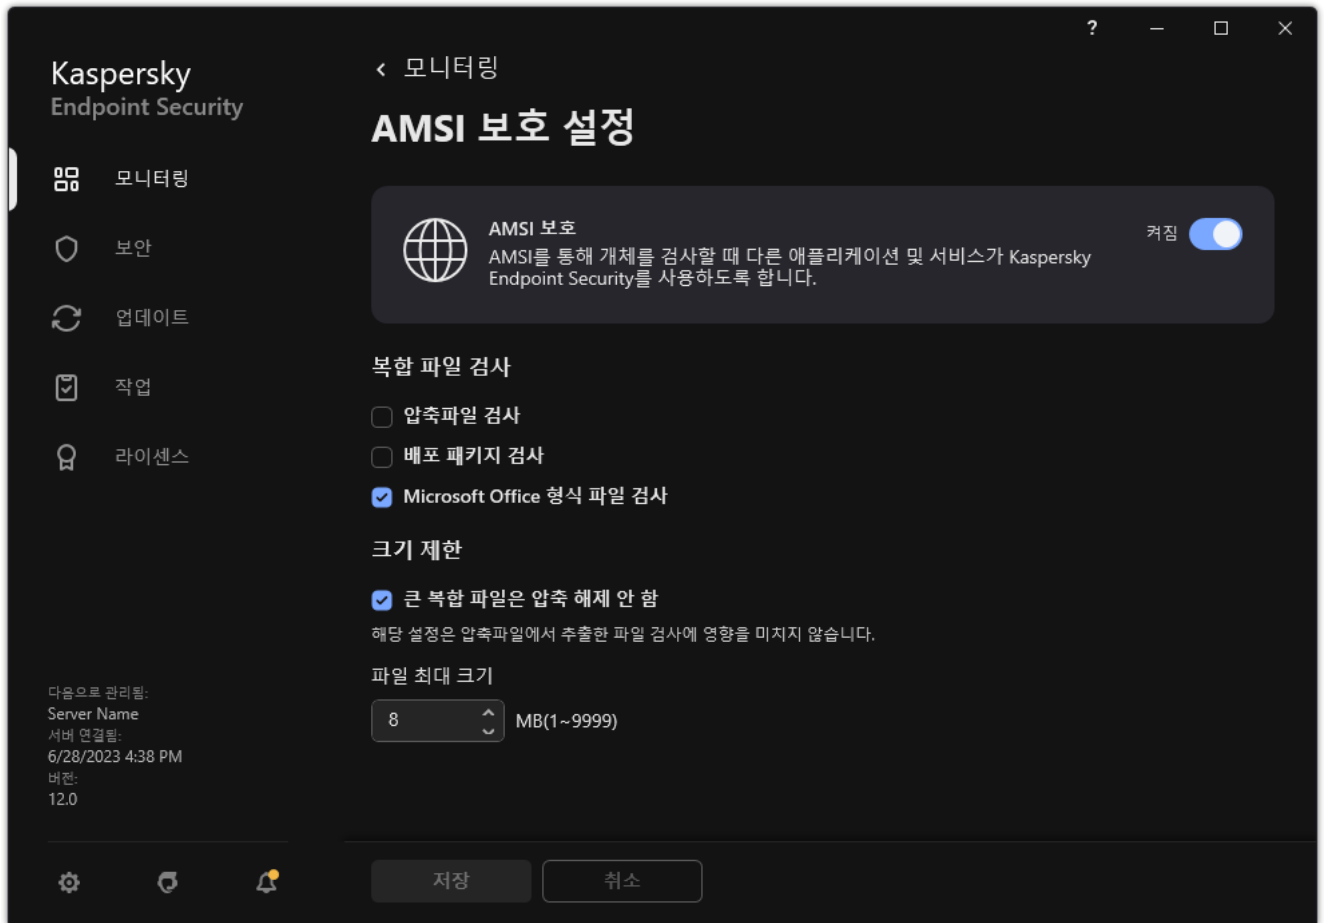 ?
Kaspersky
Endpoint Security
모니터링
보안
업데이트
작업
라이센스
다음으로 관리됨:
Server Name
서버 연결됨:
6/28/2023 4:38 PM
버전:
12.0
모니터링
AMSI 보호 설정
AMSI 보호
AMSI를 통해 개체를 검사할 때 다른 애플리케이션 및 서비스가 Kaspersky
Endpoint Security를 사용하도록 합니다.
켜짐
복합 파일 검사
압축파일 검사
배포 패키지 검사
Microsoft Office 형식 파일 검사
크기 제한
큰 복합 파일은 압축 해제 안 함
해당 설정은 압축파일에서 추출한 파일 검사에 영향을 미치지 않습니다.
파일 최대 크기
8 MB(1~9999)
저장 취소